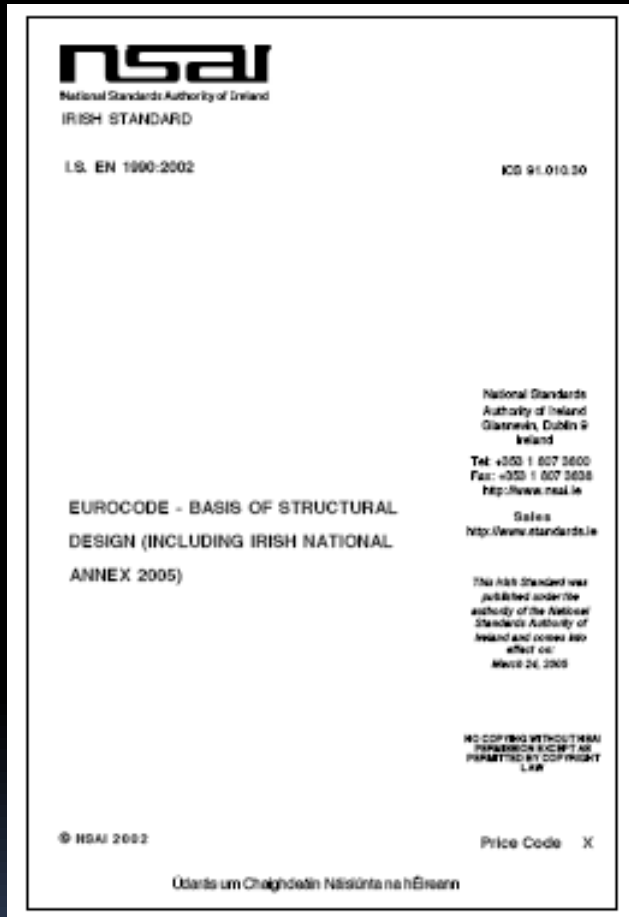 nsai
National Standards Authority of Ireland
IRISH STANDARD
I.S. EN 1990:2002
ICS 91.010.30
National Standards
Authority of Ireland
Glasnevin, Dublin 9
Ireland
Tel: +353 1 807 3800
Fax: +353 1 807 3838
http://www.nsai.ie
Sales
http://www.standards.ie
EUROCODE - BASIS OF STRUCTURAL
DESIGN (INCLUDING IRISH NATIONAL
ANNEX 2005)
This Irish Standard was
published under the
authority of the National
Standards Authority of
Ireland and comes into
effect on:
March 24, 2005
NO COPYING WITHOUT NSAI
PERMISSION EXCEPT AS
PERMITTED BY COPYRIGHT
LAW
© NSAI 2002
Price Code X
Údarás um Chaighdeáin Náisiúnta na hÉireann